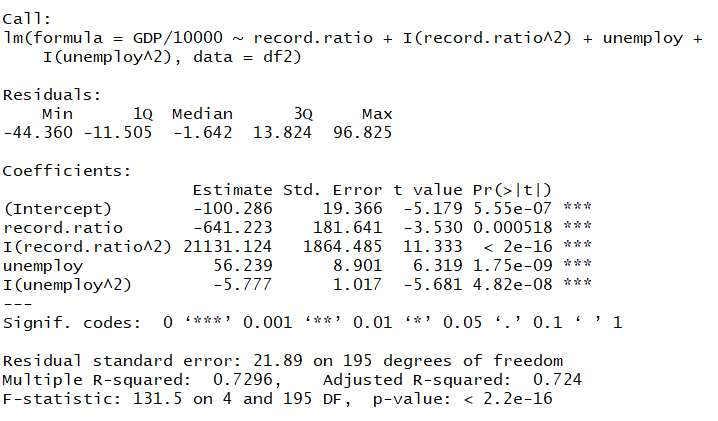 Call:
lm(formula = GDP/10000 ~ record.ratio + I(record.ratio^2) + unemploy +
    I(unemploy^2), data = df2)

Residuals:
    Min      1Q  Median      3Q     Max
-44.360 -11.505  -1.642  13.824  96.825

Coefficients:
                   Estimate Std. Error t value Pr(>|t|)
(Intercept)        -100.286     19.366  -5.179 5.55e-07 ***
record.ratio       -641.223    181.641  -3.530 0.000518 ***
I(record.ratio^2) 21131.124   1864.485  11.333  < 2e-16 ***
unemploy             56.239      8.901   6.319 1.75e-09 ***
I(unemploy^2)        -5.777      1.017  -5.681 4.82e-08 ***
---
Signif. codes:  0 ‘***’ 0.001 ‘**’ 0.01 ‘*’ 0.05 ‘.’ 0.1 ‘ ’ 1

Residual standard error: 21.89 on 195 degrees of freedom
Multiple R-squared:  0.7296,    Adjusted R-squared:  0.724
F-statistic: 131.5 on 4 and 195 DF,  p-value: < 2.2e-16